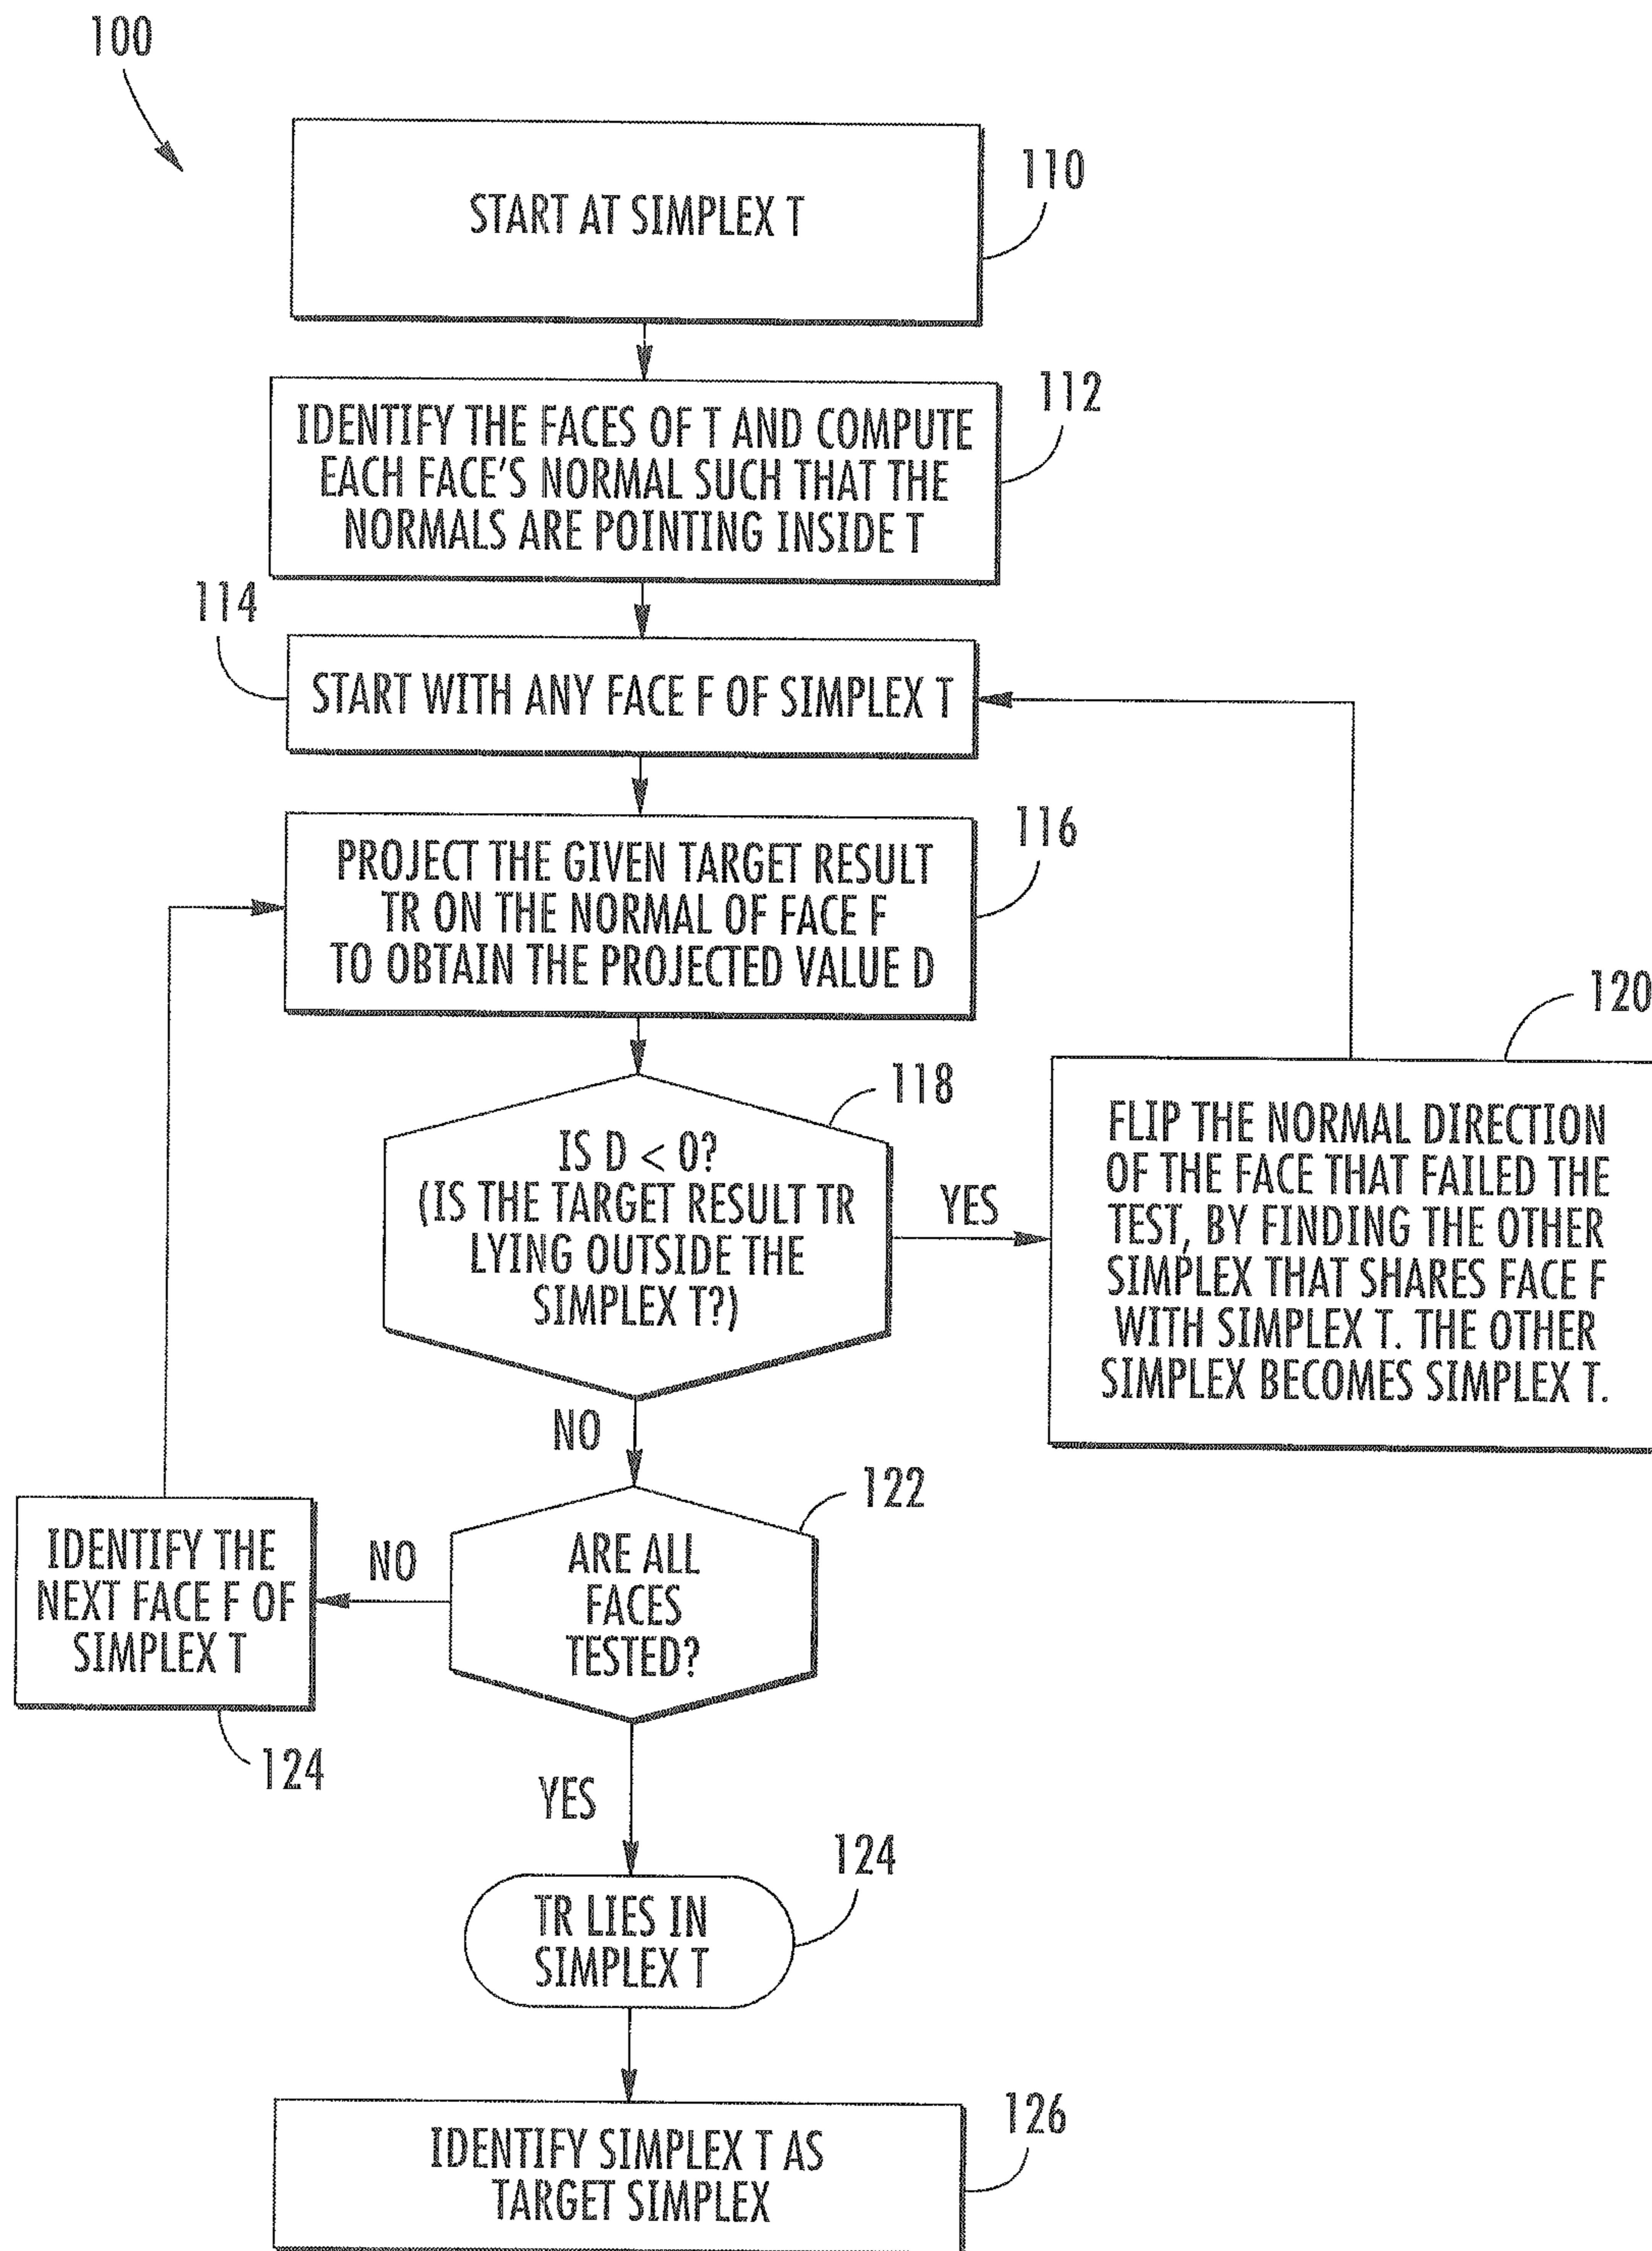 100
START AT SIMPLEX T
110
IDENTIFY THE FACES OF T AND COMPUTE
EACH FACE'S NORMAL SUCH THAT THE
NORMALS ARE POINTING INSIDE T
112
114
START WITH ANY FACE F OF SIMPLEX T
PROJECT THE GIVEN TARGET RESULT
TR ON THE NORMAL OF FACE F
TO OBTAIN THE PROJECTED VALUE D
116
IS D < 0?
(IS THE TARGET RESULT TR
LYING OUTSIDE THE
SIMPLEX T?)
118
YES
120
FLIP THE NORMAL DIRECTION
OF THE FACE THAT FAILED THE
TEST, BY FINDING THE OTHER
SIMPLEX THAT SHARES FACE F
WITH SIMPLEX T. THE OTHER
SIMPLEX BECOMES SIMPLEX T.
NO
ARE ALL
FACES
TESTED?
122
NO
IDENTIFY THE
NEXT FACE F OF
SIMPLEX T
124
YES
TR LIES IN
SIMPLEX T
124
IDENTIFY SIMPLEX T AS
TARGET SIMPLEX
126